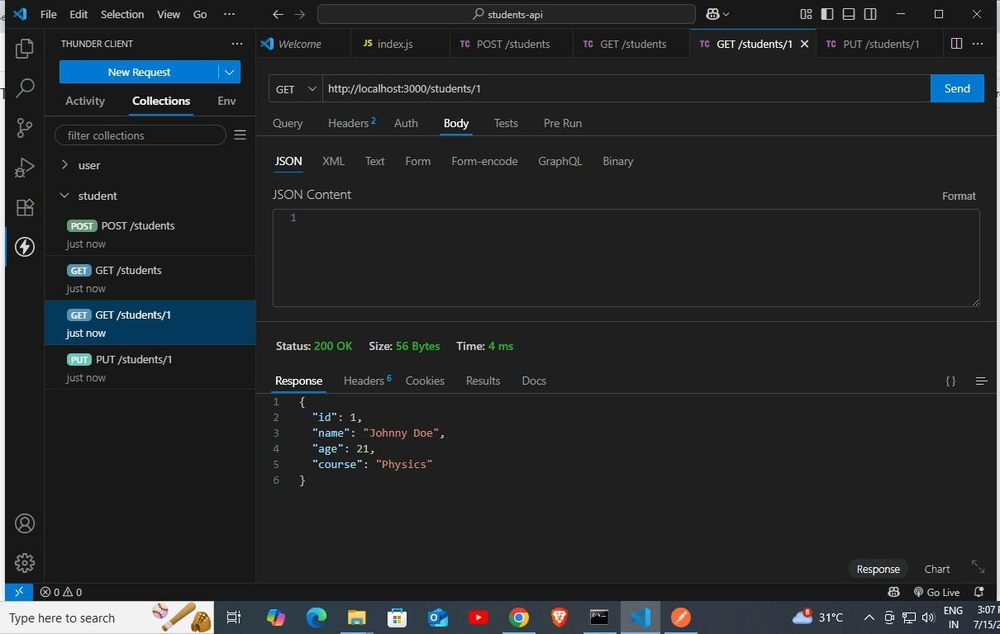 File Edit Selection View Go ··· students-api
THUNDER CLIENT ···
Welcome JS index.js TC POST /students TC GET /students TC GET /students/1 TC PUT /students/1 ···
New Request
GET http://localhost:3000/students/1 Send
Activity Collections Env
Query Headers 2 Auth Body Tests Pre Run
filter collections
JSON XML Text Form Form-encode GraphQL Binary
user
student
JSON Content Format
1
POST POST /students
just now
GET GET /students
just now
GET GET /students/1
just now
PUT PUT /students/1
just now
Status: 200 OK Size: 56 Bytes Time: 4 ms
Response Headers 6 Cookies Results Docs { }
1 {
2 "id": 1,
3 "name": "Johnny Doe",
4 "age": 21,
5 "course": "Physics"
6 }
Response Chart
0 0 Go Live
Type here to search 8 31°C ENG IN 3:07 7/15/2